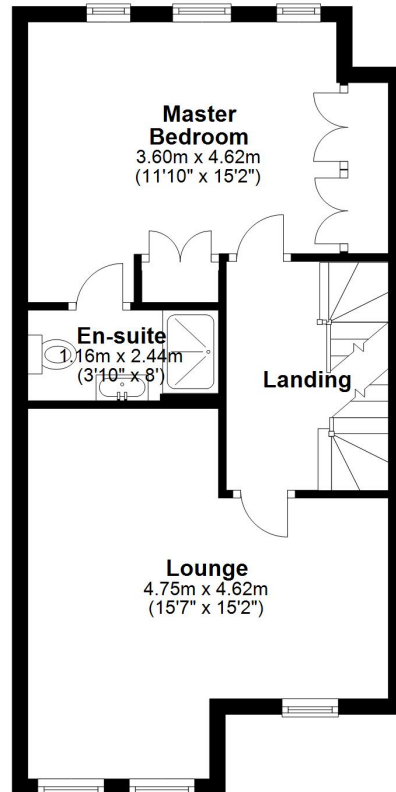 Master
Bedroom
3.60m x 4.62m
(11'10" x 15'2")
En-suite
1.16m x 2.44m
(3'10" x 8')
Landing
Lounge
4.75m x 4.62m
(15'7" x 15'2")